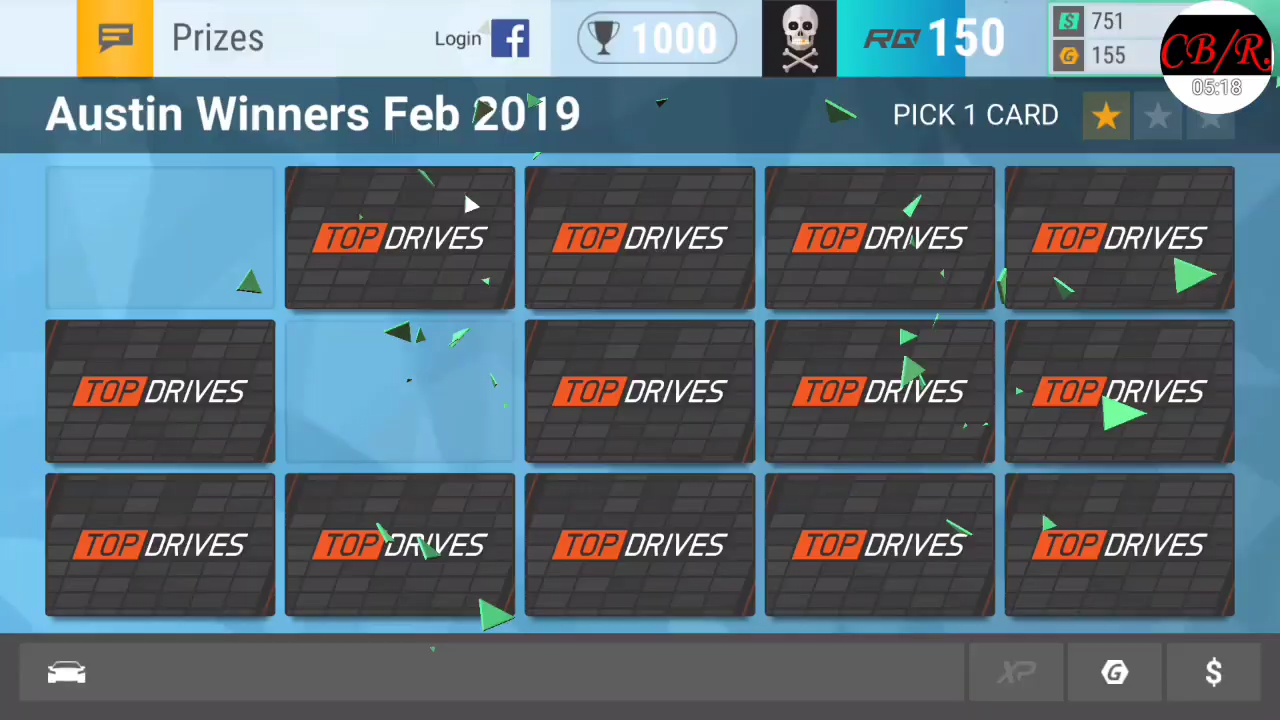 Prizes
Login f
1000
RQ 150
$ 751
G 155
CB/R.
05:18
Austin Winners Feb 2019
PICK 1 CARD
TOP DRIVES
TOP DRIVES
TOP DRIVES
TOP DRIVES
TOP DRIVES
TOP DRIVES
TOP DRIVES
TOP DRIVES
TOP DRIVES
TOP DRIVES
TOP DRIVES
TOP DRIVES
TOP DRIVES
XP G $